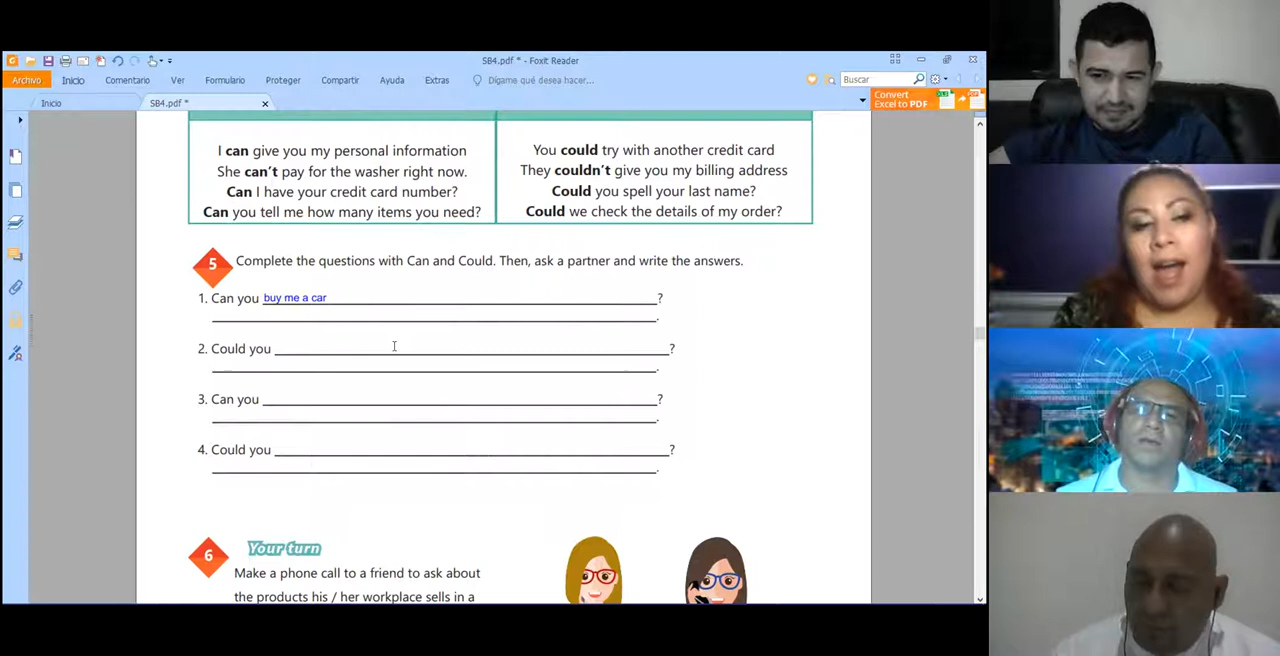 SB4.pdf * - Foxit Reader
Archivo Inicio Comentario Ver Formulario Proteger Compartir Ayuda Extras Dígame qué desea hacer... Buscar
Inicio SB4.pdf * Convert
Excel to PDF
I can give you my personal information
She can't pay for the washer right now.
Can I have your credit card number?
Can you tell me how many items you need?
You could try with another credit card
They couldn't give you my billing address
Could you spell your last name?
Could we check the details of my order?
5 Complete the questions with Can and Could. Then, ask a partner and write the answers.
1. Can you buy me a car ?
.
2. Could you ?
.
3. Can you ?
.
4. Could you ?
.
6 Your turn
Make a phone call to a friend to ask about
the products his / her workplace sells in a